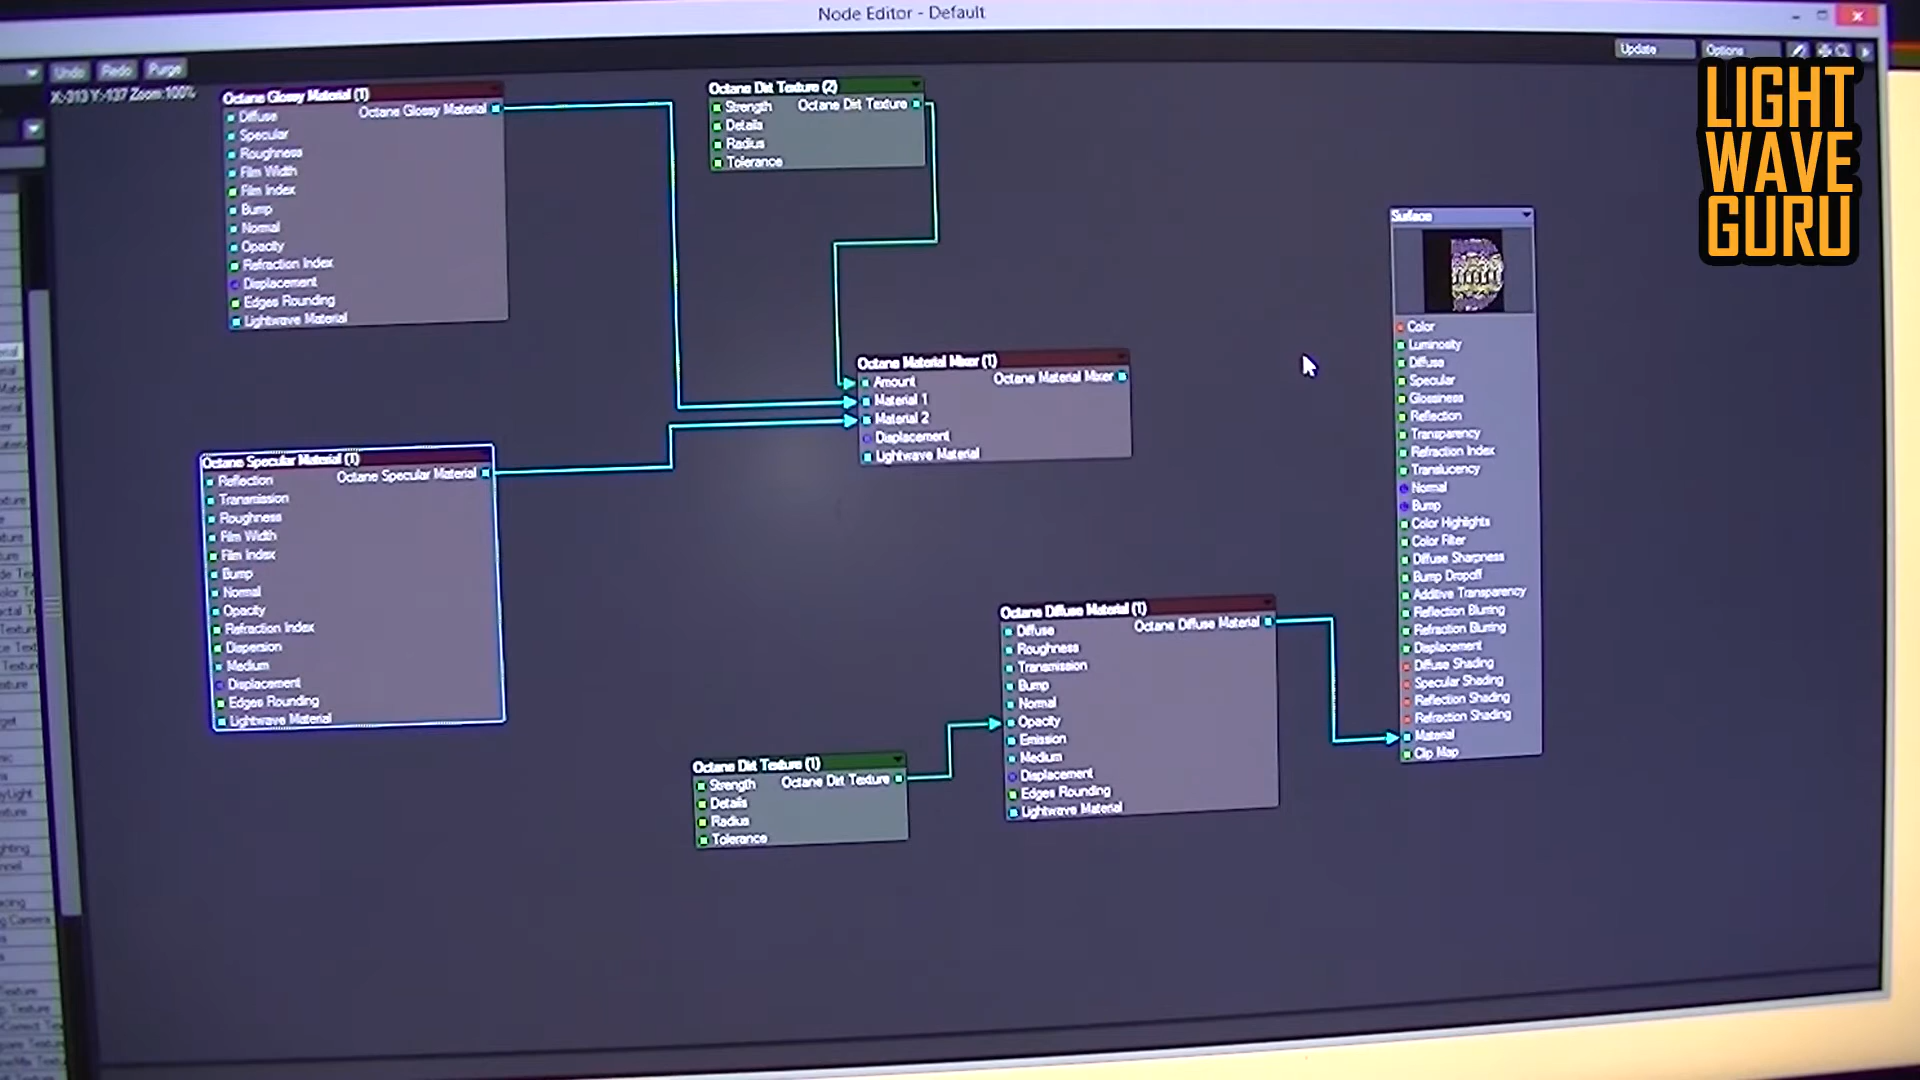 Node Editor - Default
Update
Options
Undo
Redo
Purge
X:-313 Y:-137 Zoom:100%
LIGHT
WAVE
GURU
Octane Glossy Material (1)
Octane Glossy Material
Diffuse
Specular
Roughness
Film Width
Film Index
Bump
Normal
Opacity
Refraction Index
Displacement
Edges Rounding
Lightwave Material
Octane Dirt Texture (2)
Octane Dirt Texture
Strength
Details
Radius
Tolerance
Octane Material Mixer (1)
Octane Material Mixer
Amount
Material 1
Material 2
Displacement
Lightwave Material
Octane Specular Material (1)
Octane Specular Material
Reflection
Transmission
Roughness
Film Width
Film Index
Bump
Normal
Opacity
Refraction Index
Dispersion
Medium
Displacement
Edges Rounding
Lightwave Material
Octane Diffuse Material (1)
Octane Diffuse Material
Diffuse
Roughness
Transmission
Bump
Normal
Opacity
Emission
Medium
Displacement
Edges Rounding
Lightwave Material
Octane Dirt Texture (1)
Octane Dirt Texture
Strength
Details
Radius
Tolerance
Surface
Color
Luminosity
Diffuse
Specular
Glossiness
Reflection
Transparency
Refraction Index
Translucency
Normal
Bump
Color Highlights
Color Filter
Diffuse Sharpness
Bump Dropoff
Additive Transparency
Reflection Blurring
Refraction Blurring
Displacement
Diffuse Shading
Specular Shading
Reflection Shading
Refraction Shading
Material
Clip Map